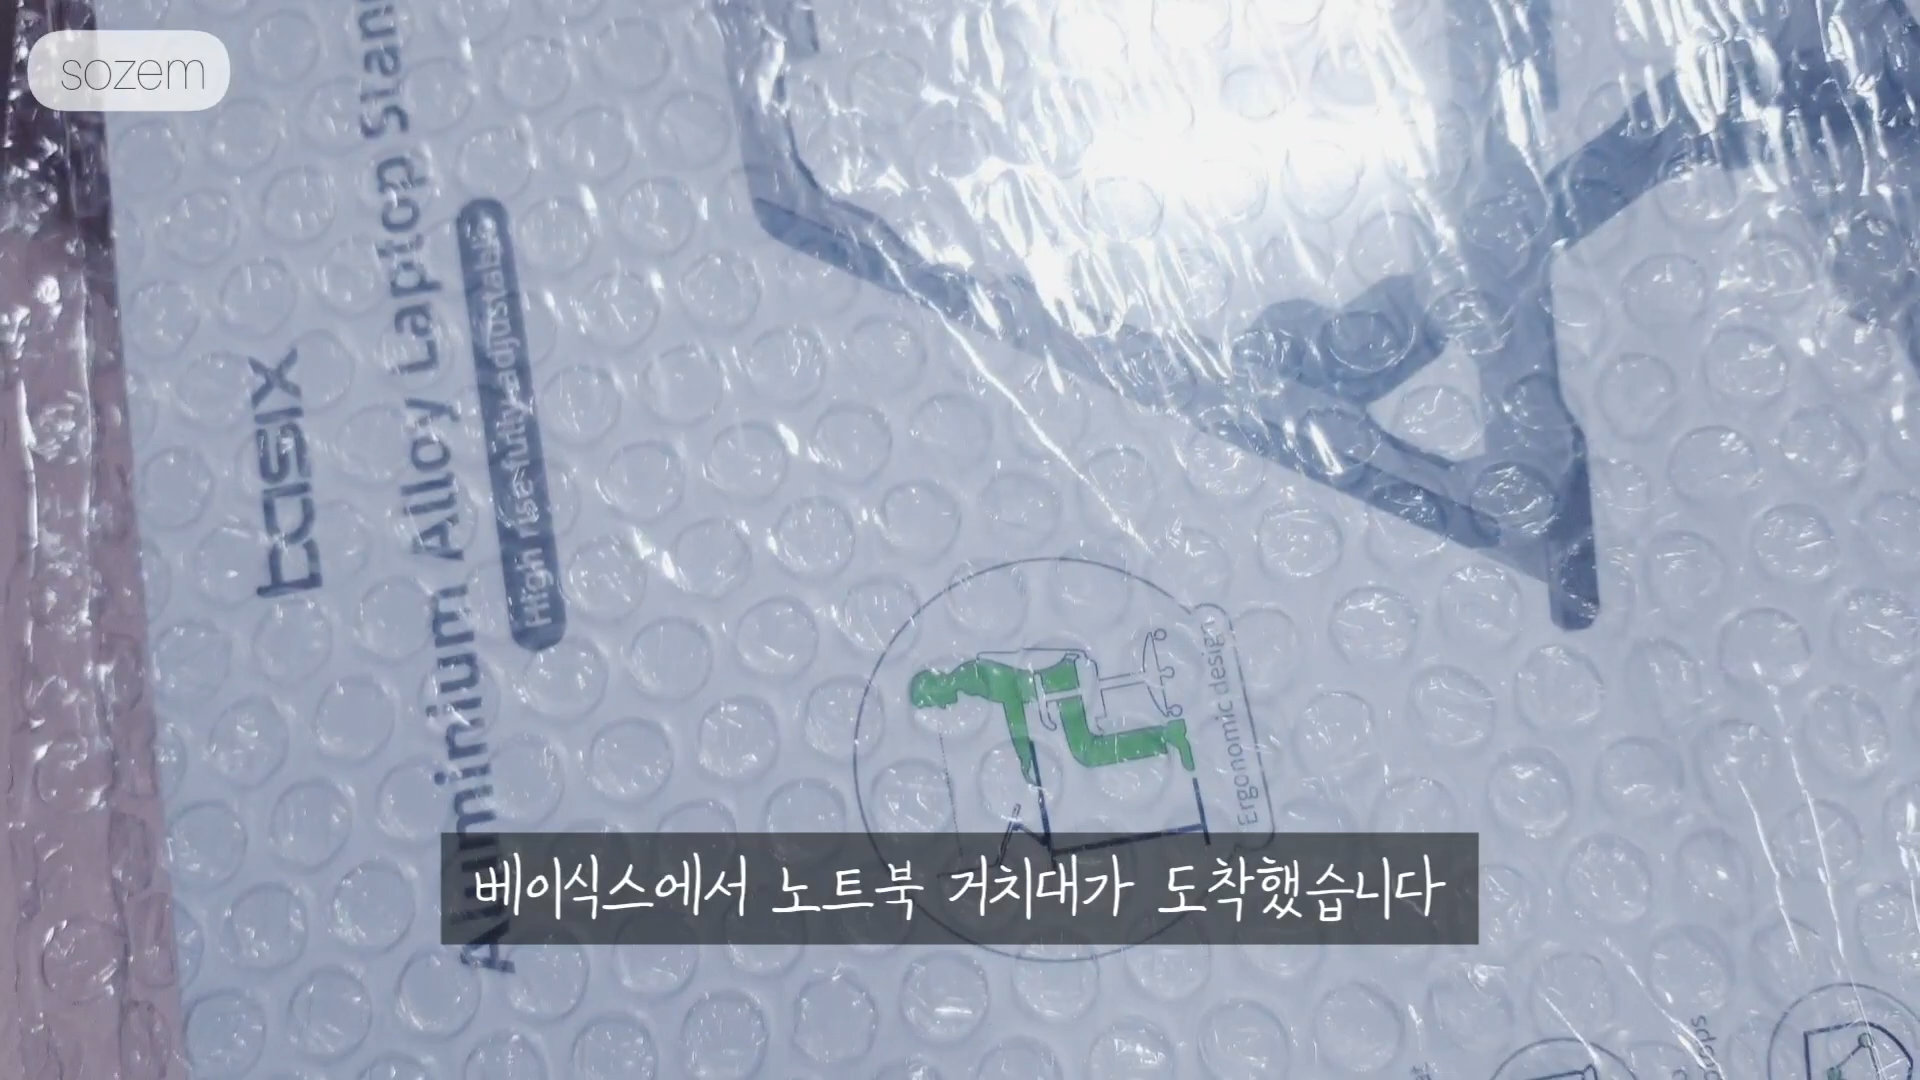 sozem
basix
Aluminium Alloy Laptop Stand
High rise fully adjustable
Ergonomic design
베이식스에서 노트북 거치대가 도착했습니다